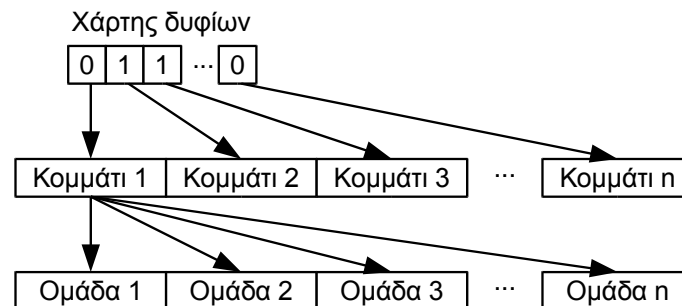 Χάρτης δυφίων
0 1 1 ... 0
Κομμάτι 1 Κομμάτι 2 Κομμάτι 3 ... Κομμάτι n
Ομάδα 1 Ομάδα 2 Ομάδα 3 ... Ομάδα n